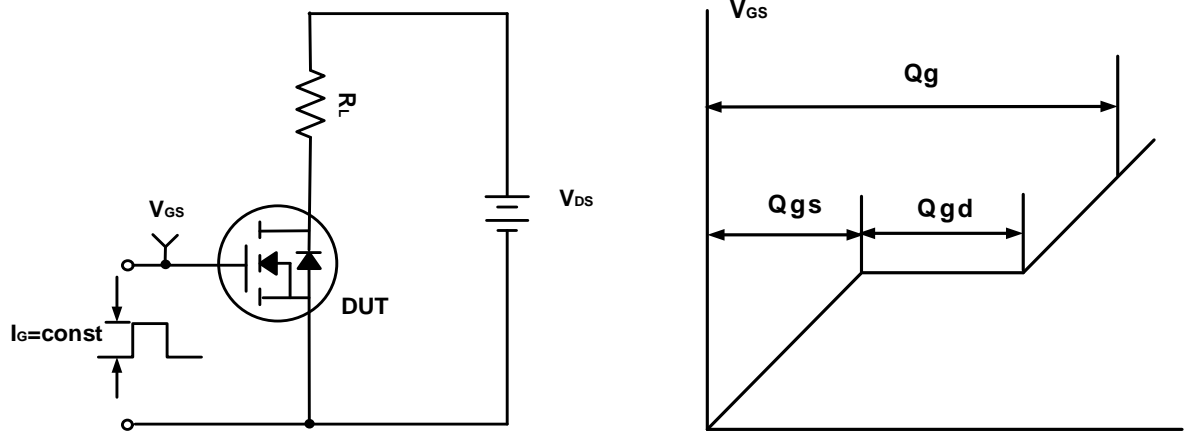 VGS
RL
VDS
IG=const
DUT
VGS
Qg
Qgs
Qgd